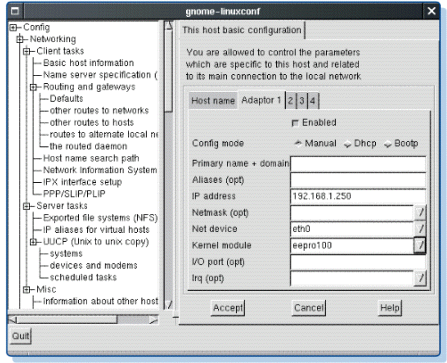 gnome-linuxconf
Config
Networking
Client tasks
Basic host information
Name server specification (
Routing and gateways
Defaults
other routes to networks
other routes to hosts
routes to alternate local ne
the routed daemon
Host name search path
Network Information System
IPX interface setup
PPP/SLIP/PLIP
Server tasks
Exported file systems (NFS)
IP aliases for virtual hosts
UUCP (Unix to unix copy)
systems
devices and modems
scheduled tasks
Misc
Information about other host
Quit
This host basic configuration
You are allowed to control the parameters
which are specific to this host and related
to its main connection to the local network
Host name Adaptor 1 2 3 4
Enabled
Config mode Manual Dhcp Bootp
Primary name + domain
Aliases (opt)
IP address 192.168.1.250
Netmask (opt)
Net device eth0
Kernel module eepro100
I/O port (opt)
Irq (opt)
Accept Cancel Help